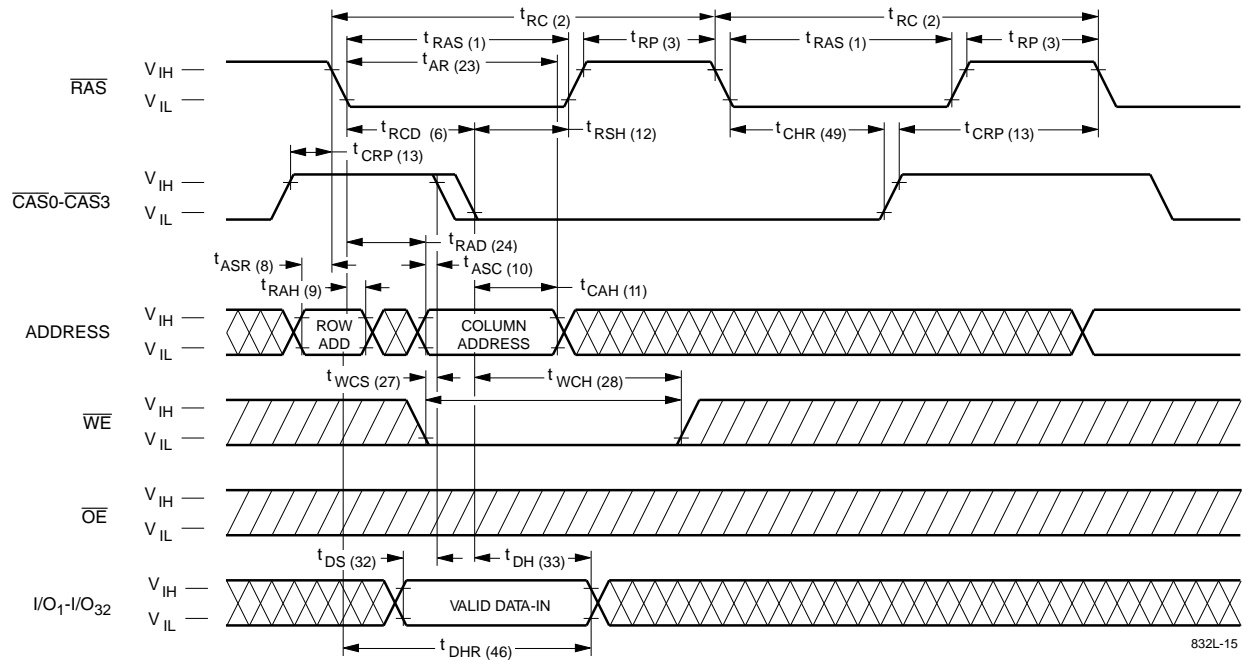 t RC (2) t RC (2)
t RAS (1) t RP (3) t RAS (1) t RP (3)
t AR (23)
RAS V IH
V IL
t RCD (6) t RSH (12) t CHR (49) t CRP (13)
t CRP (13)
CAS0-CAS3 V IH
V IL
t RAD (24)
t ASR (8) t ASC (10)
t RAH (9) t CAH (11)
ADDRESS V IH
V IL
ROW
ADD
COLUMN
ADDRESS
t WCS (27) t WCH (28)
WE V IH
V IL
OE V IH
V IL
t DS (32) t DH (33)
I/O1-I/O32 V IH
V IL
VALID DATA-IN
t DHR (46)
832L-15